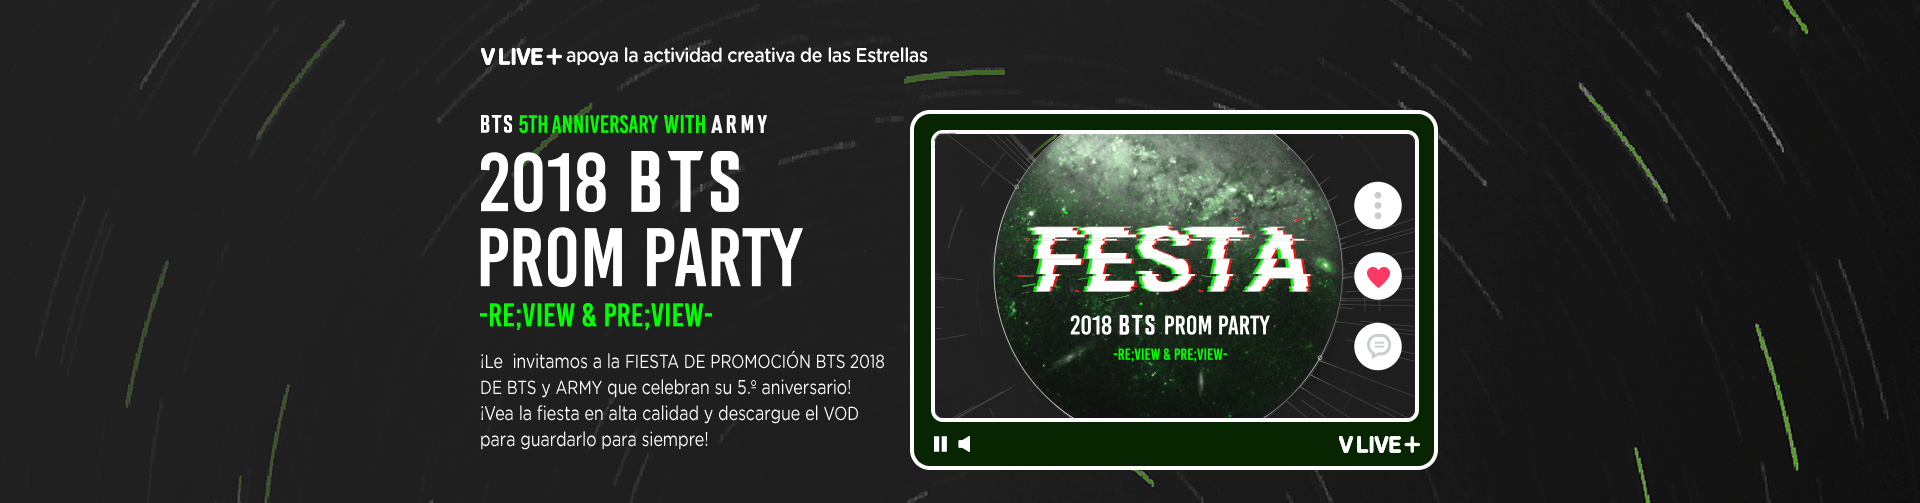 V LIVE+ apoya la actividad creativa de las Estrellas
BTS 5TH ANNIVERSARY WITH ARMY
2018 BTS
PROM PARTY
-RE;VIEW & PRE;VIEW-
¡Le  invitamos a la FIESTA DE PROMOCIÓN BTS 2018
DE BTS y ARMY que celebran su 5.º aniversario!
¡Vea la fiesta en alta calidad y descargue el VOD
para guardarlo para siempre!
FESTA
2018 BTS PROM PARTY
-RE;VIEW & PRE;VIEW-
V LIVE+